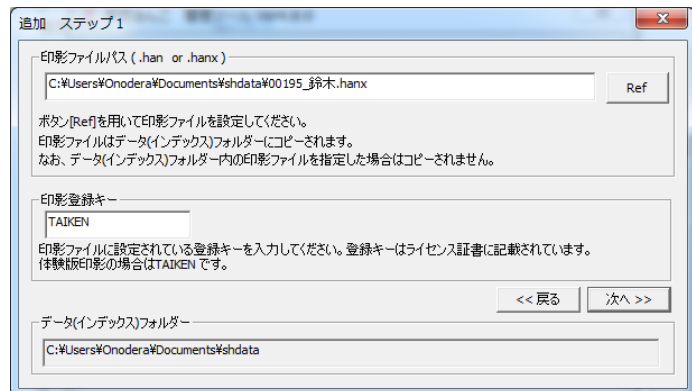 追加 ステップ1
印影ファイルパス ( .han or .hanx )
C:¥Users¥Onodera¥Documents¥shdata¥00195_鈴木.hanx
Ref
ボタン[Ref]を用いて印影ファイルを設定してください。
印影ファイルはデータ(インデックス)フォルダーにコピーされます。
なお、データ(インデックス)フォルダー内の印影ファイルを指定した場合はコピーされません。
印影登録キー
TAIKEN
印影ファイルに設定されている登録キーを入力してください。登録キーはライセンス証書に記載されています。
体験版印影の場合はTAIKEN です。
<< 戻る
次へ >>
データ(インデックス)フォルダー
C:¥Users¥Onodera¥Documents¥shdata